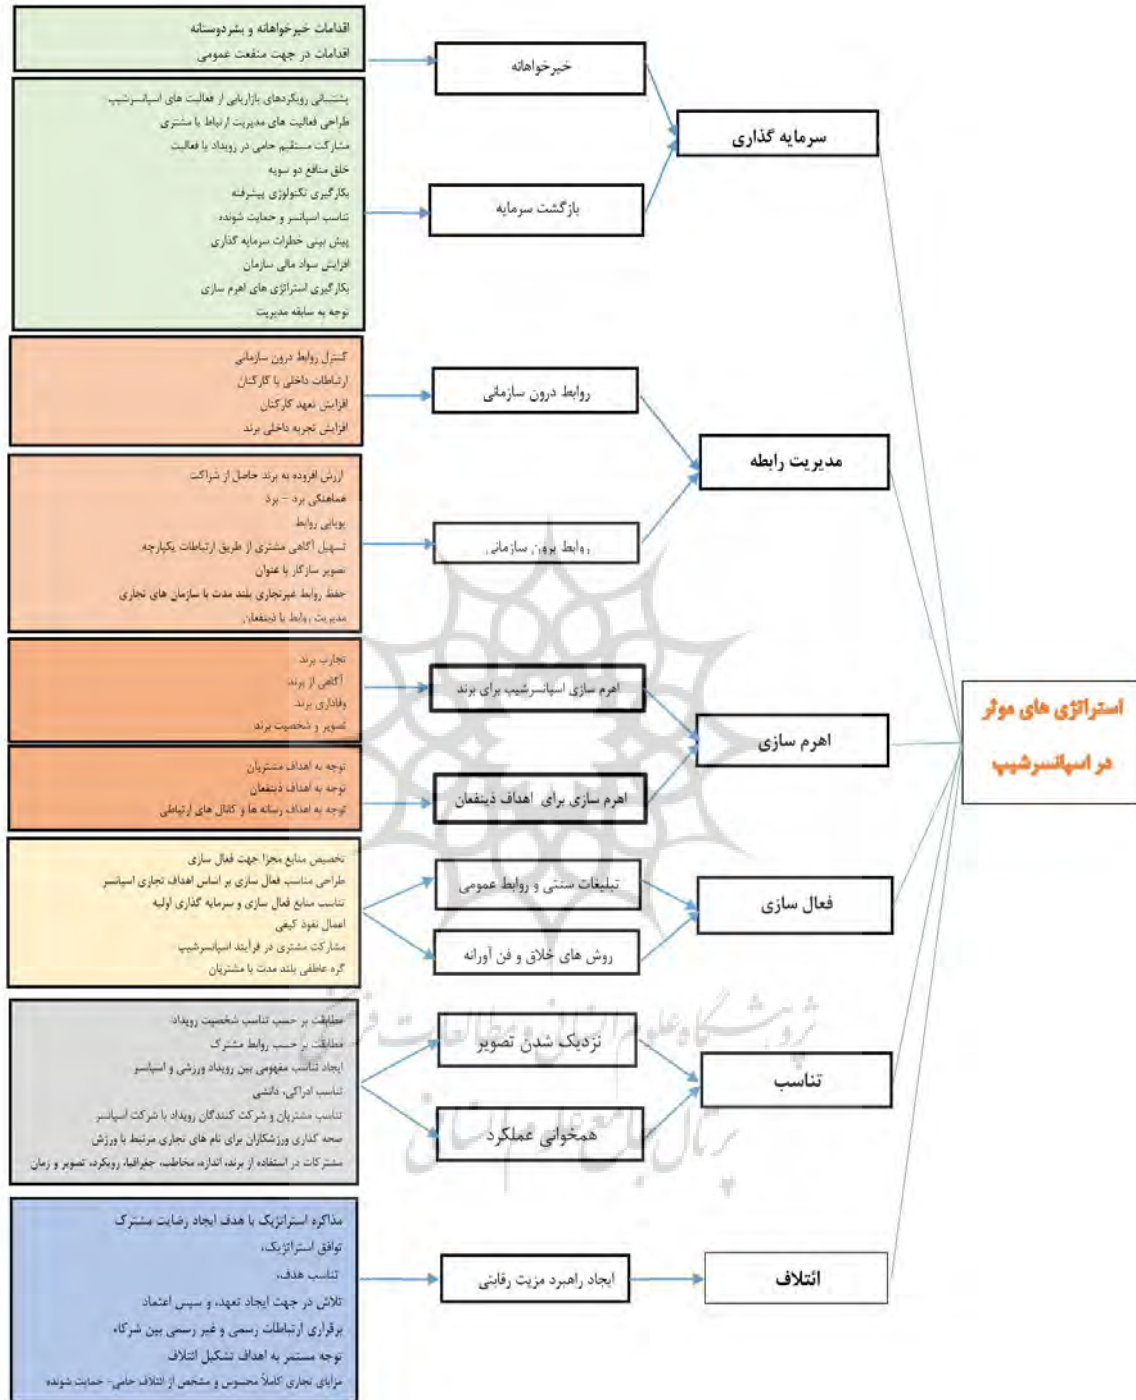 استراتژی های موثر
در اسپانسرشیپ
سرمایه گذاری
خیرخواهانه
اقدامات خیرخواهانه و بشردوستانه
اقدامات در جهت منفعت عمومی
بازگشت سرمایه
پشتیبانی رویکردهای بازاریابی از فعالیت های اسپانسرشیپ
طراحی فعالیت های مدیریت ارتباط با مشتری
مشارکت مستقیم حامی در رویداد یا فعالیت
خلق منافع دو سویه
بکارگیری تکنولوژی پیشرفته
تناسب اسپانسر و حمایت شونده
پیش بینی خطرات سرمایه گذاری
افزایش سواد مالی سازمان
بکارگیری استراتژی های اهرم سازی
توجه به سابقه مدیریت
مدیریت رابطه
روابط درون سازمانی
کنترل روابط درون سازمانی
ارتباطات داخلی با کارکنان
افزایش تعهد کارکنان
افزایش تجربه داخلی برند
روابط برون سازمانی
ارزش افزوده به برند حاصل از شراکت
هماهنگی برد – برد
پویایی روابط
تسهیل آگاهی مشتری از طریق ارتباطات یکپارچه
تصویر سازگار با عنوان
حفظ روابط غیرتجاری بلند مدت با سازمان های تجاری
مدیریت روابط با ذینفعان
اهرم سازی
اهرم سازی اسپانسرشیپ برای برند
تجارب برند
آگاهی از برند
وفاداری برند
تصویر و شخصیت برند
اهرم سازی برای اهداف ذینفعان
توجه به اهداف مشتریان
توجه به اهداف ذینفعان
توجه به اهداف رسانه ها و کانال های ارتباطی
فعال سازی
تبلیغات سنتی و روابط عمومی
روش های خلاق و فن آورانه
تخصیص منابع مجزا جهت فعال سازی
طراحی مناسب فعال سازی بر اساس اهداف تجاری اسپانسر
تناسب منابع فعال سازی و سرمایه گذاری اولیه
اعمال نفوذ کیفی
مشارکت مشتری در فرآیند اسپانسرشیپ
گره عاطفی بلند مدت با مشتریان
تناسب
نزدیک شدن تصویر
همخوانی عملکرد
مطابقت بر حسب تناسب شخصیت رویداد
مطابقت بر حسب روابط مشترک
ایجاد تناسب مفهومی بین رویداد ورزشی و اسپانسر
تناسب ادراکی، دانشی
تناسب مشتریان و شرکت کنندگان رویداد با شرکت اسپانسر
صحه گذاری ورزشکاران برای نام های تجاری مرتبط با ورزش
مشترکات در استفاده از برند، اندازه، مخاطب، جغرافیا، رویکرد، تصویر و زمان
ائتلاف
ایجاد راهبرد مزیت رقابتی
مذاکره استراتژیک با هدف ایجاد رضایت مشترک
توافق استراتژیک،
تناسب هدف،
تلاش در جهت ایجاد تعهد، و سپس اعتماد
برقراری ارتباطات رسمی و غیر رسمی بین شرکاء
توجه مستمر به اهداف تشکیل ائتلاف
مزایای تجاری کاملاً محسوس و مشخص از ائتلاف حامی- حمایت شونده
پژوهشگاه علوم انسانی و مطالعات فرهنگی
پرتال جامع علوم انسانی